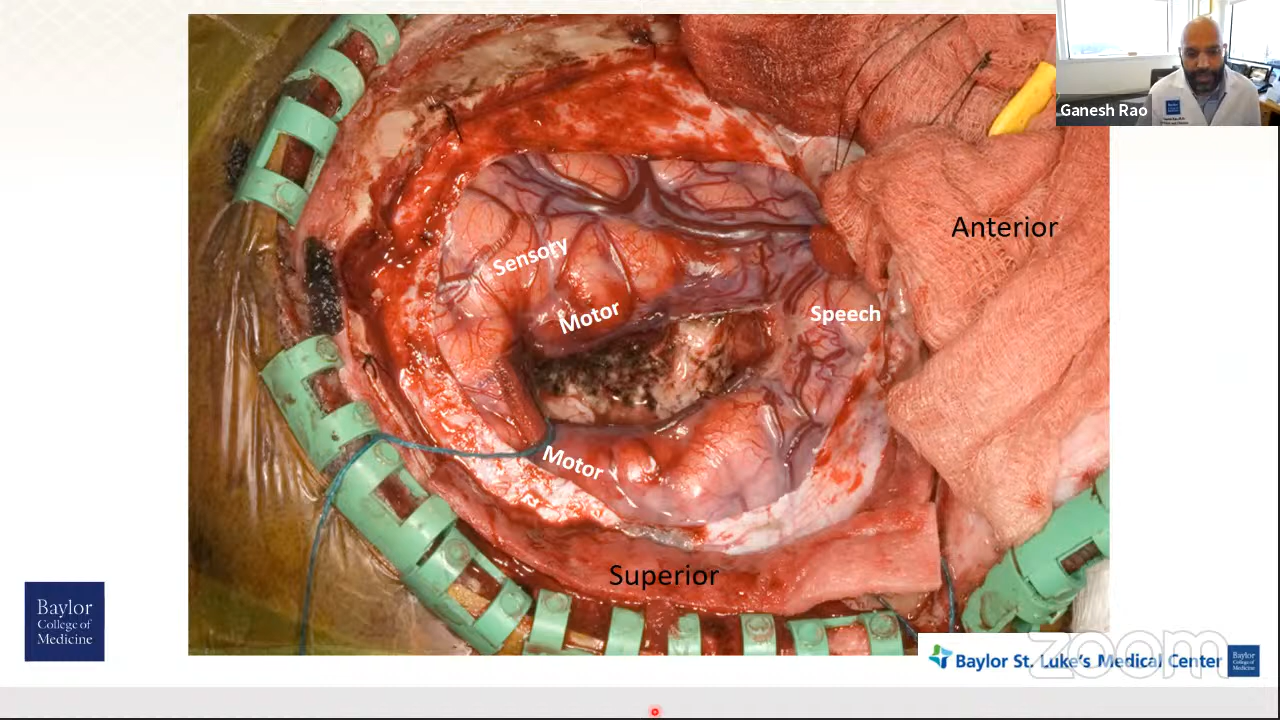 Ganesh Rao
Anterior
Sensory
Motor
Speech
Motor
Superior
Baylor
College of
Medicine
Baylor St. Luke's Medical Center
Baylor
College of
Medicine
zoom